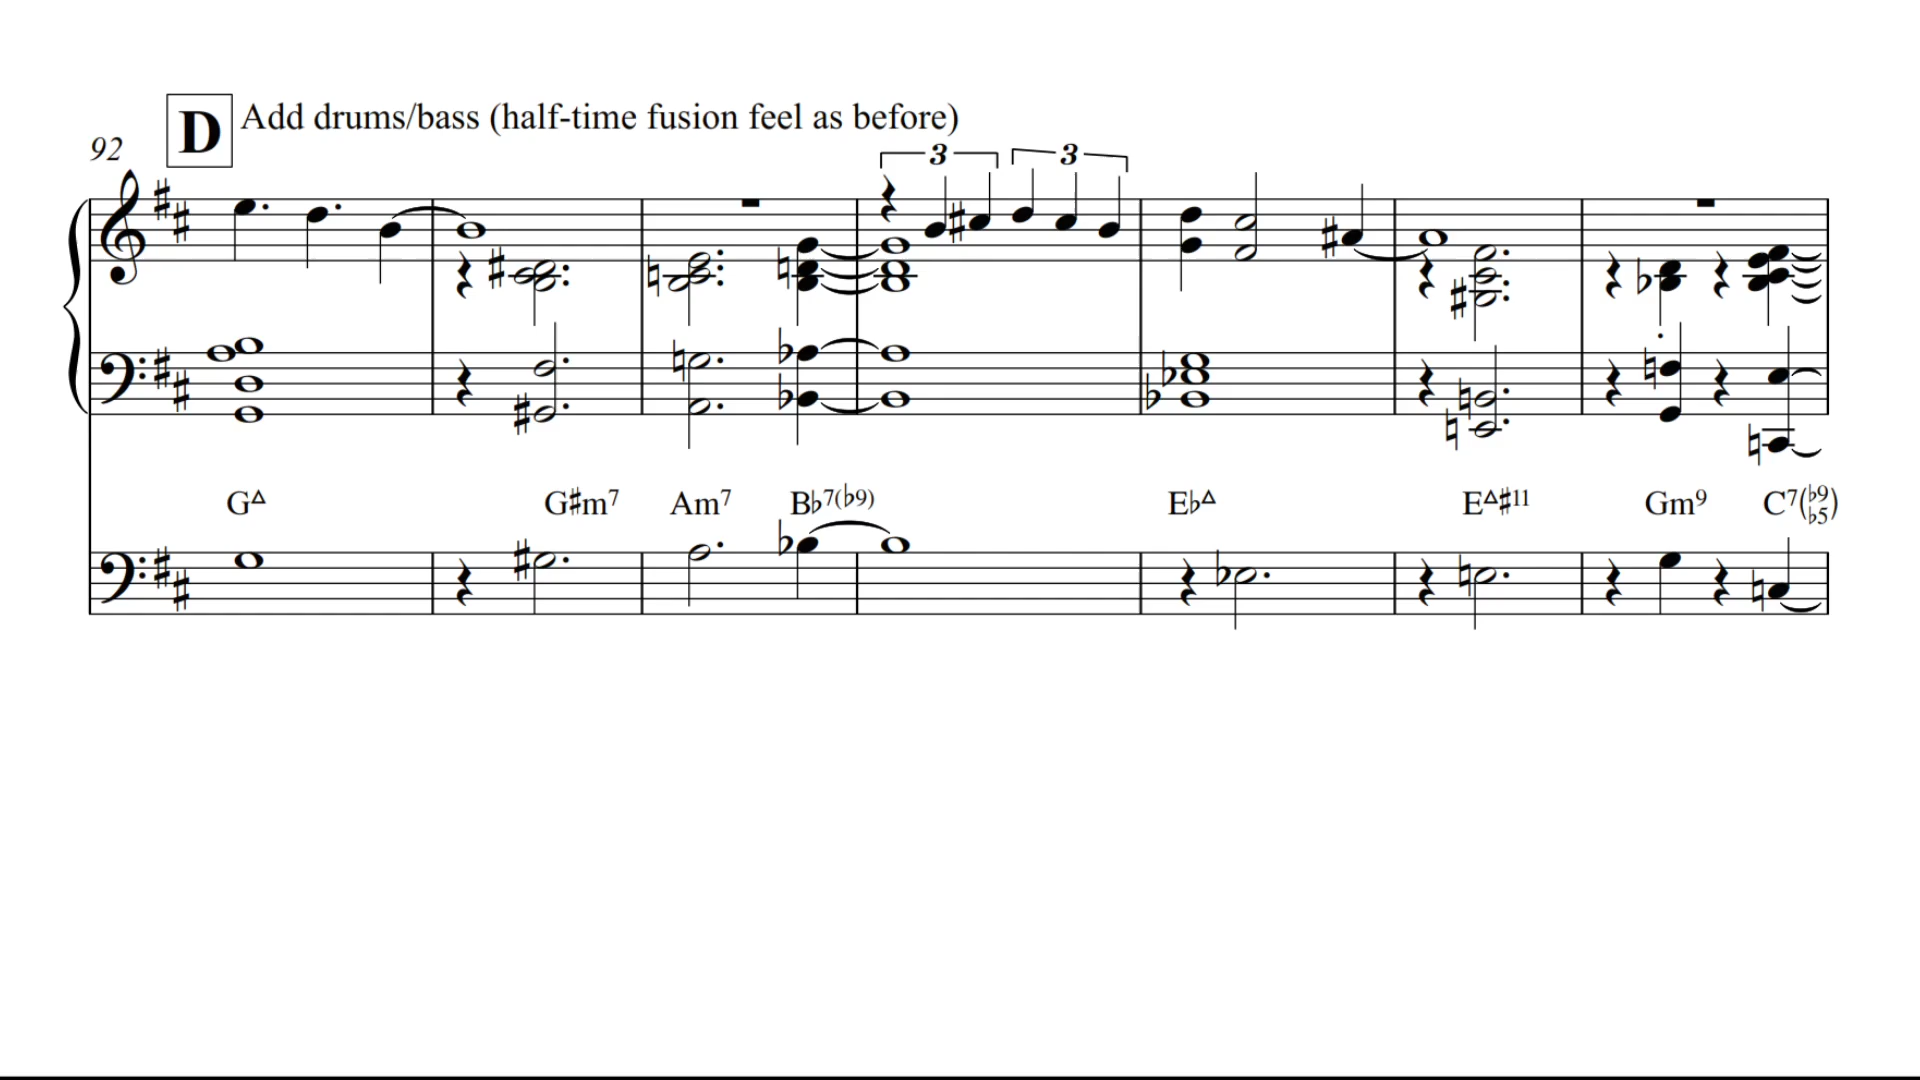 D Add drums/bass (half-time fusion feel as before)
92
3 3
G△ G♯m7 Am7 B♭7(♭9) E♭△ E△♯11 Gm9 C7(♭9 ♭5)